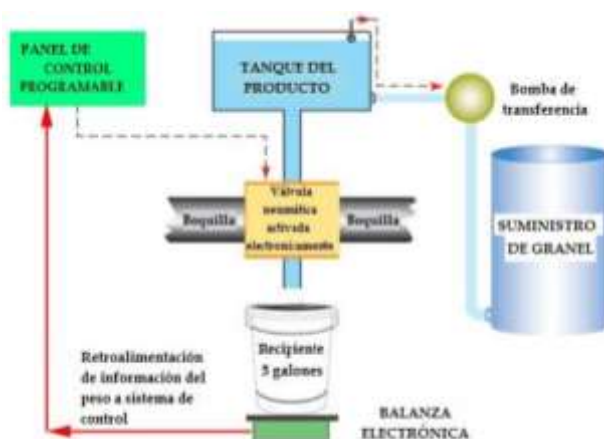 PANEL DE
CONTROL
PROGRAMABLE
TANQUE DEL
PRODUCTO
Bomba de
transferencia
Boquilla
Válvula
neumática
activada
electronicamente
Boquilla
SUMINISTRO
DE GRANEL
Recipiente
5 galones
Retroalimentación
de información del
peso a sistema de
control
BALANZA
ELECTRÓNICA